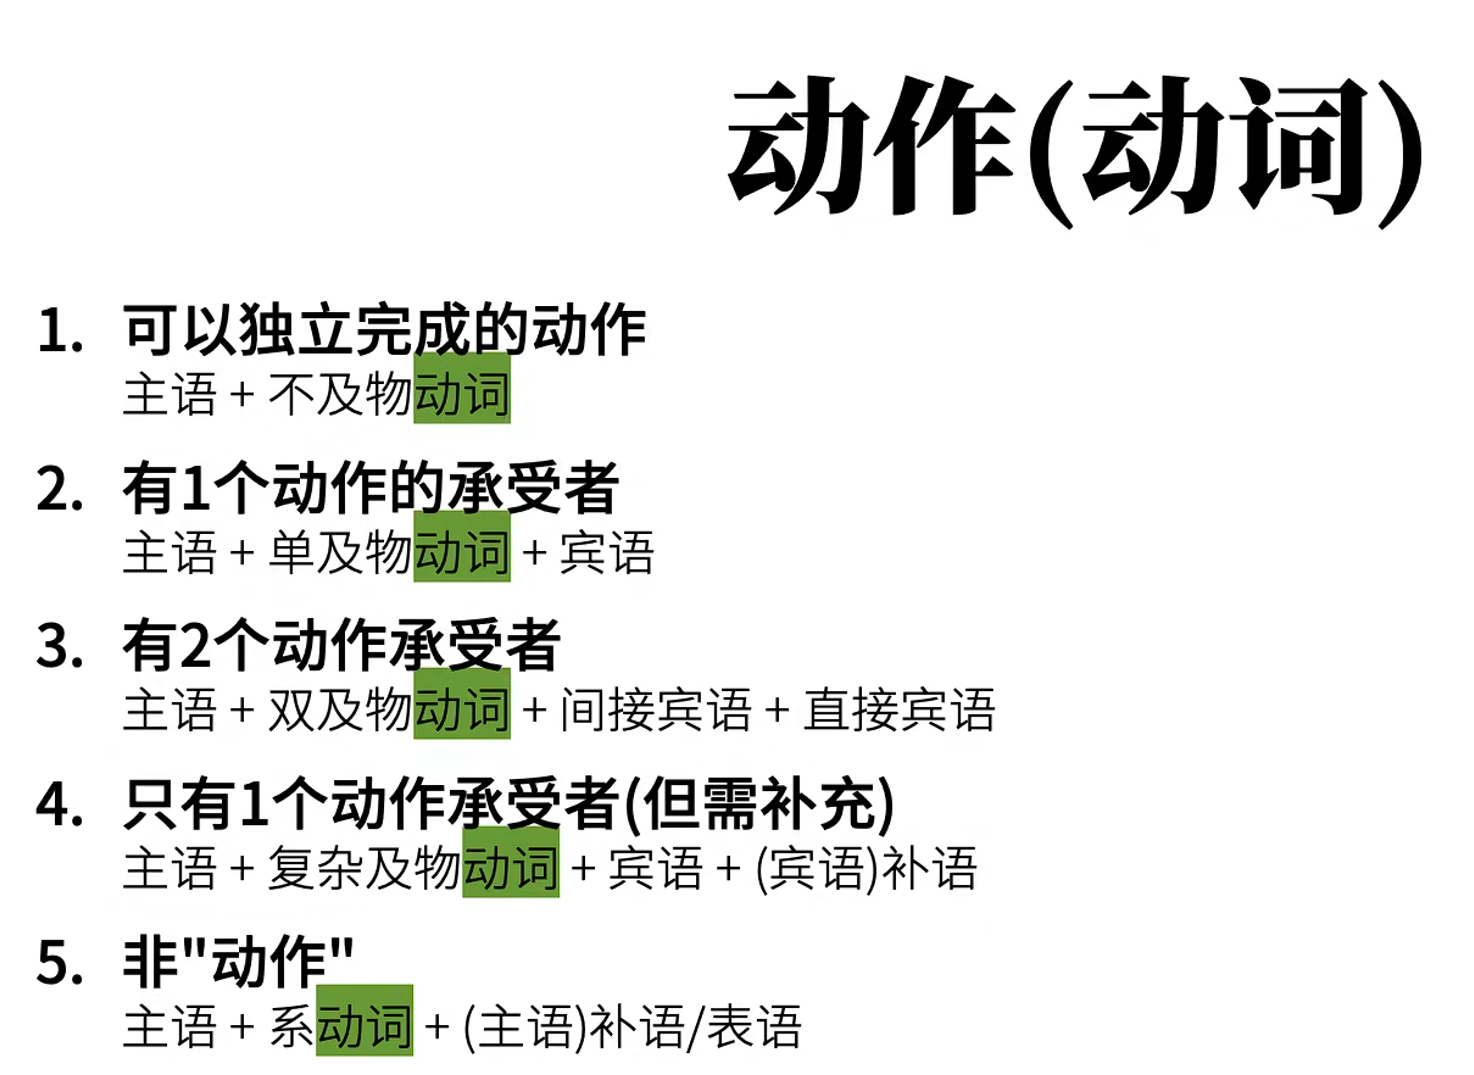 动作(动词)
1. 可以独立完成的动作
主语 + 不及物动词
2. 有1个动作的承受者
主语 + 单及物动词 + 宾语
3. 有2个动作承受者
主语 + 双及物动词 + 间接宾语 + 直接宾语
4. 只有1个动作承受者(但需补充)
主语 + 复杂及物动词 + 宾语 + (宾语)补语
5. 非"动作"
主语 + 系动词 + (主语)补语/表语